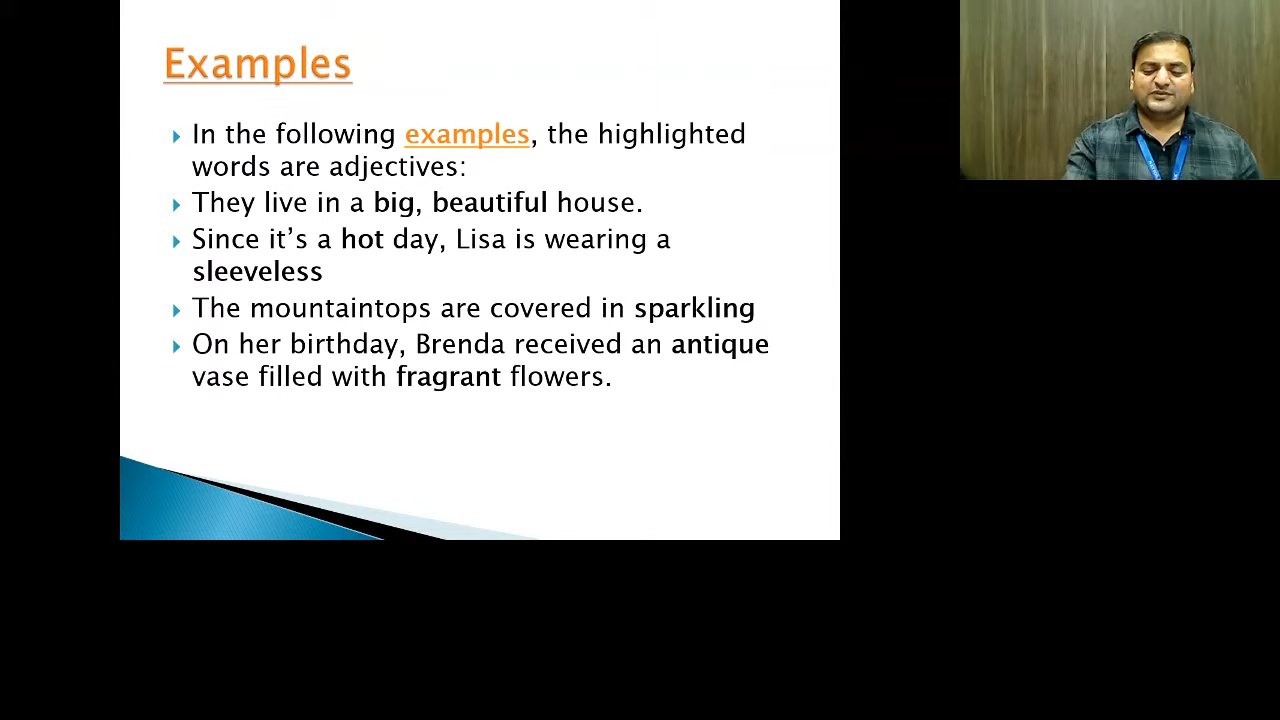 Examples
In the following examples, the highlighted
words are adjectives:
They live in a big, beautiful house.
Since it's a hot day, Lisa is wearing a
sleeveless
The mountaintops are covered in sparkling
On her birthday, Brenda received an antique
vase filled with fragrant flowers.